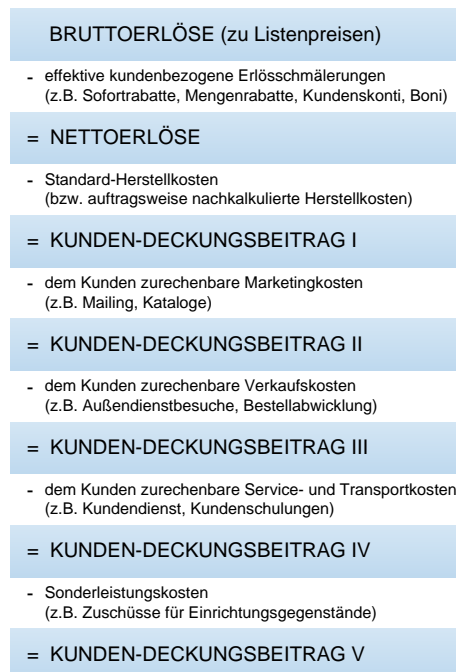 BRUTTOERLÖSE (zu Listenpreisen)
- effektive kundenbezogene Erlösschmälerungen
(z.B. Sofortrabatte, Mengenrabatte, Kundenskonti, Boni)
= NETTOERLÖSE
- Standard-Herstellkosten
(bzw. auftragsweise nachkalkulierte Herstellkosten)
= KUNDEN-DECKUNGSBEITRAG I
- dem Kunden zurechenbare Marketingkosten
(z.B. Mailing, Kataloge)
= KUNDEN-DECKUNGSBEITRAG II
- dem Kunden zurechenbare Verkaufskosten
(z.B. Außendienstbesuche, Bestellabwicklung)
= KUNDEN-DECKUNGSBEITRAG III
- dem Kunden zurechenbare Service- und Transportkosten
(z.B. Kundendienst, Kundenschulungen)
= KUNDEN-DECKUNGSBEITRAG IV
- Sonderleistungskosten
(z.B. Zuschüsse für Einrichtungsgegenstände)
= KUNDEN-DECKUNGSBEITRAG V